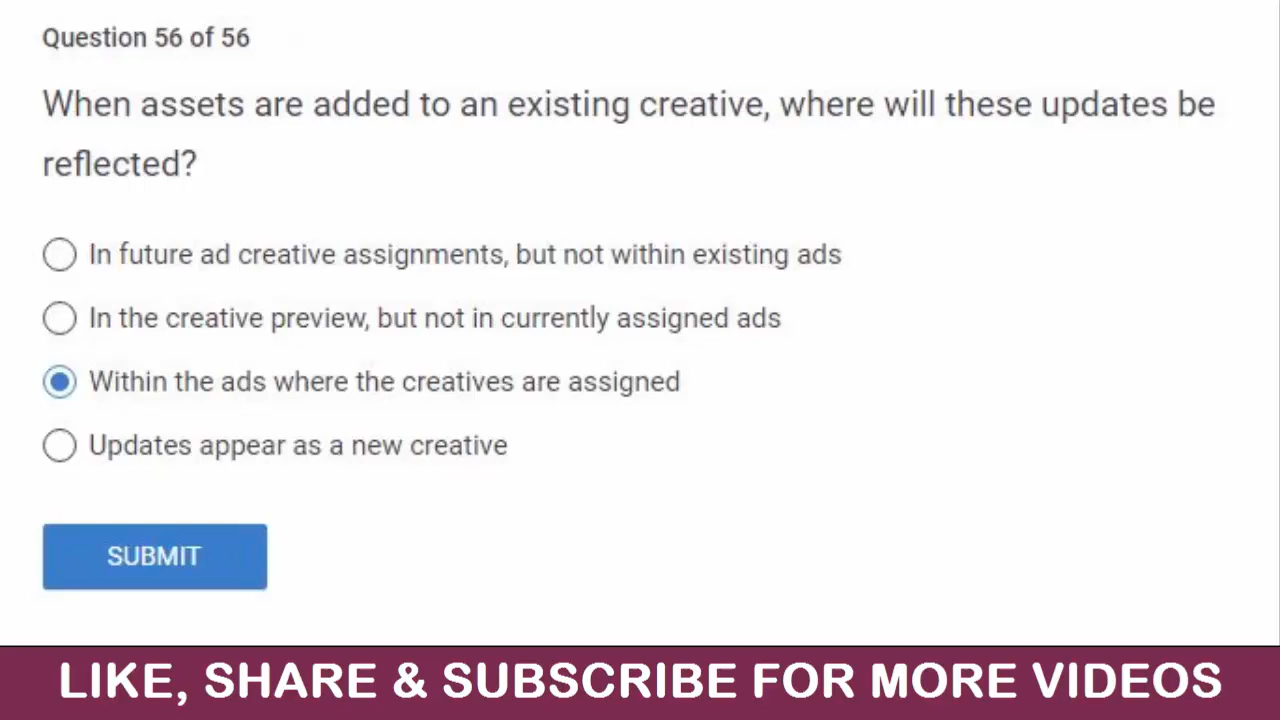 Question 56 of 56
When assets are added to an existing creative, where will these updates be
reflected?
In future ad creative assignments, but not within existing ads
In the creative preview, but not in currently assigned ads
Within the ads where the creatives are assigned
Updates appear as a new creative
SUBMIT
LIKE, SHARE & SUBSCRIBE FOR MORE VIDEOS